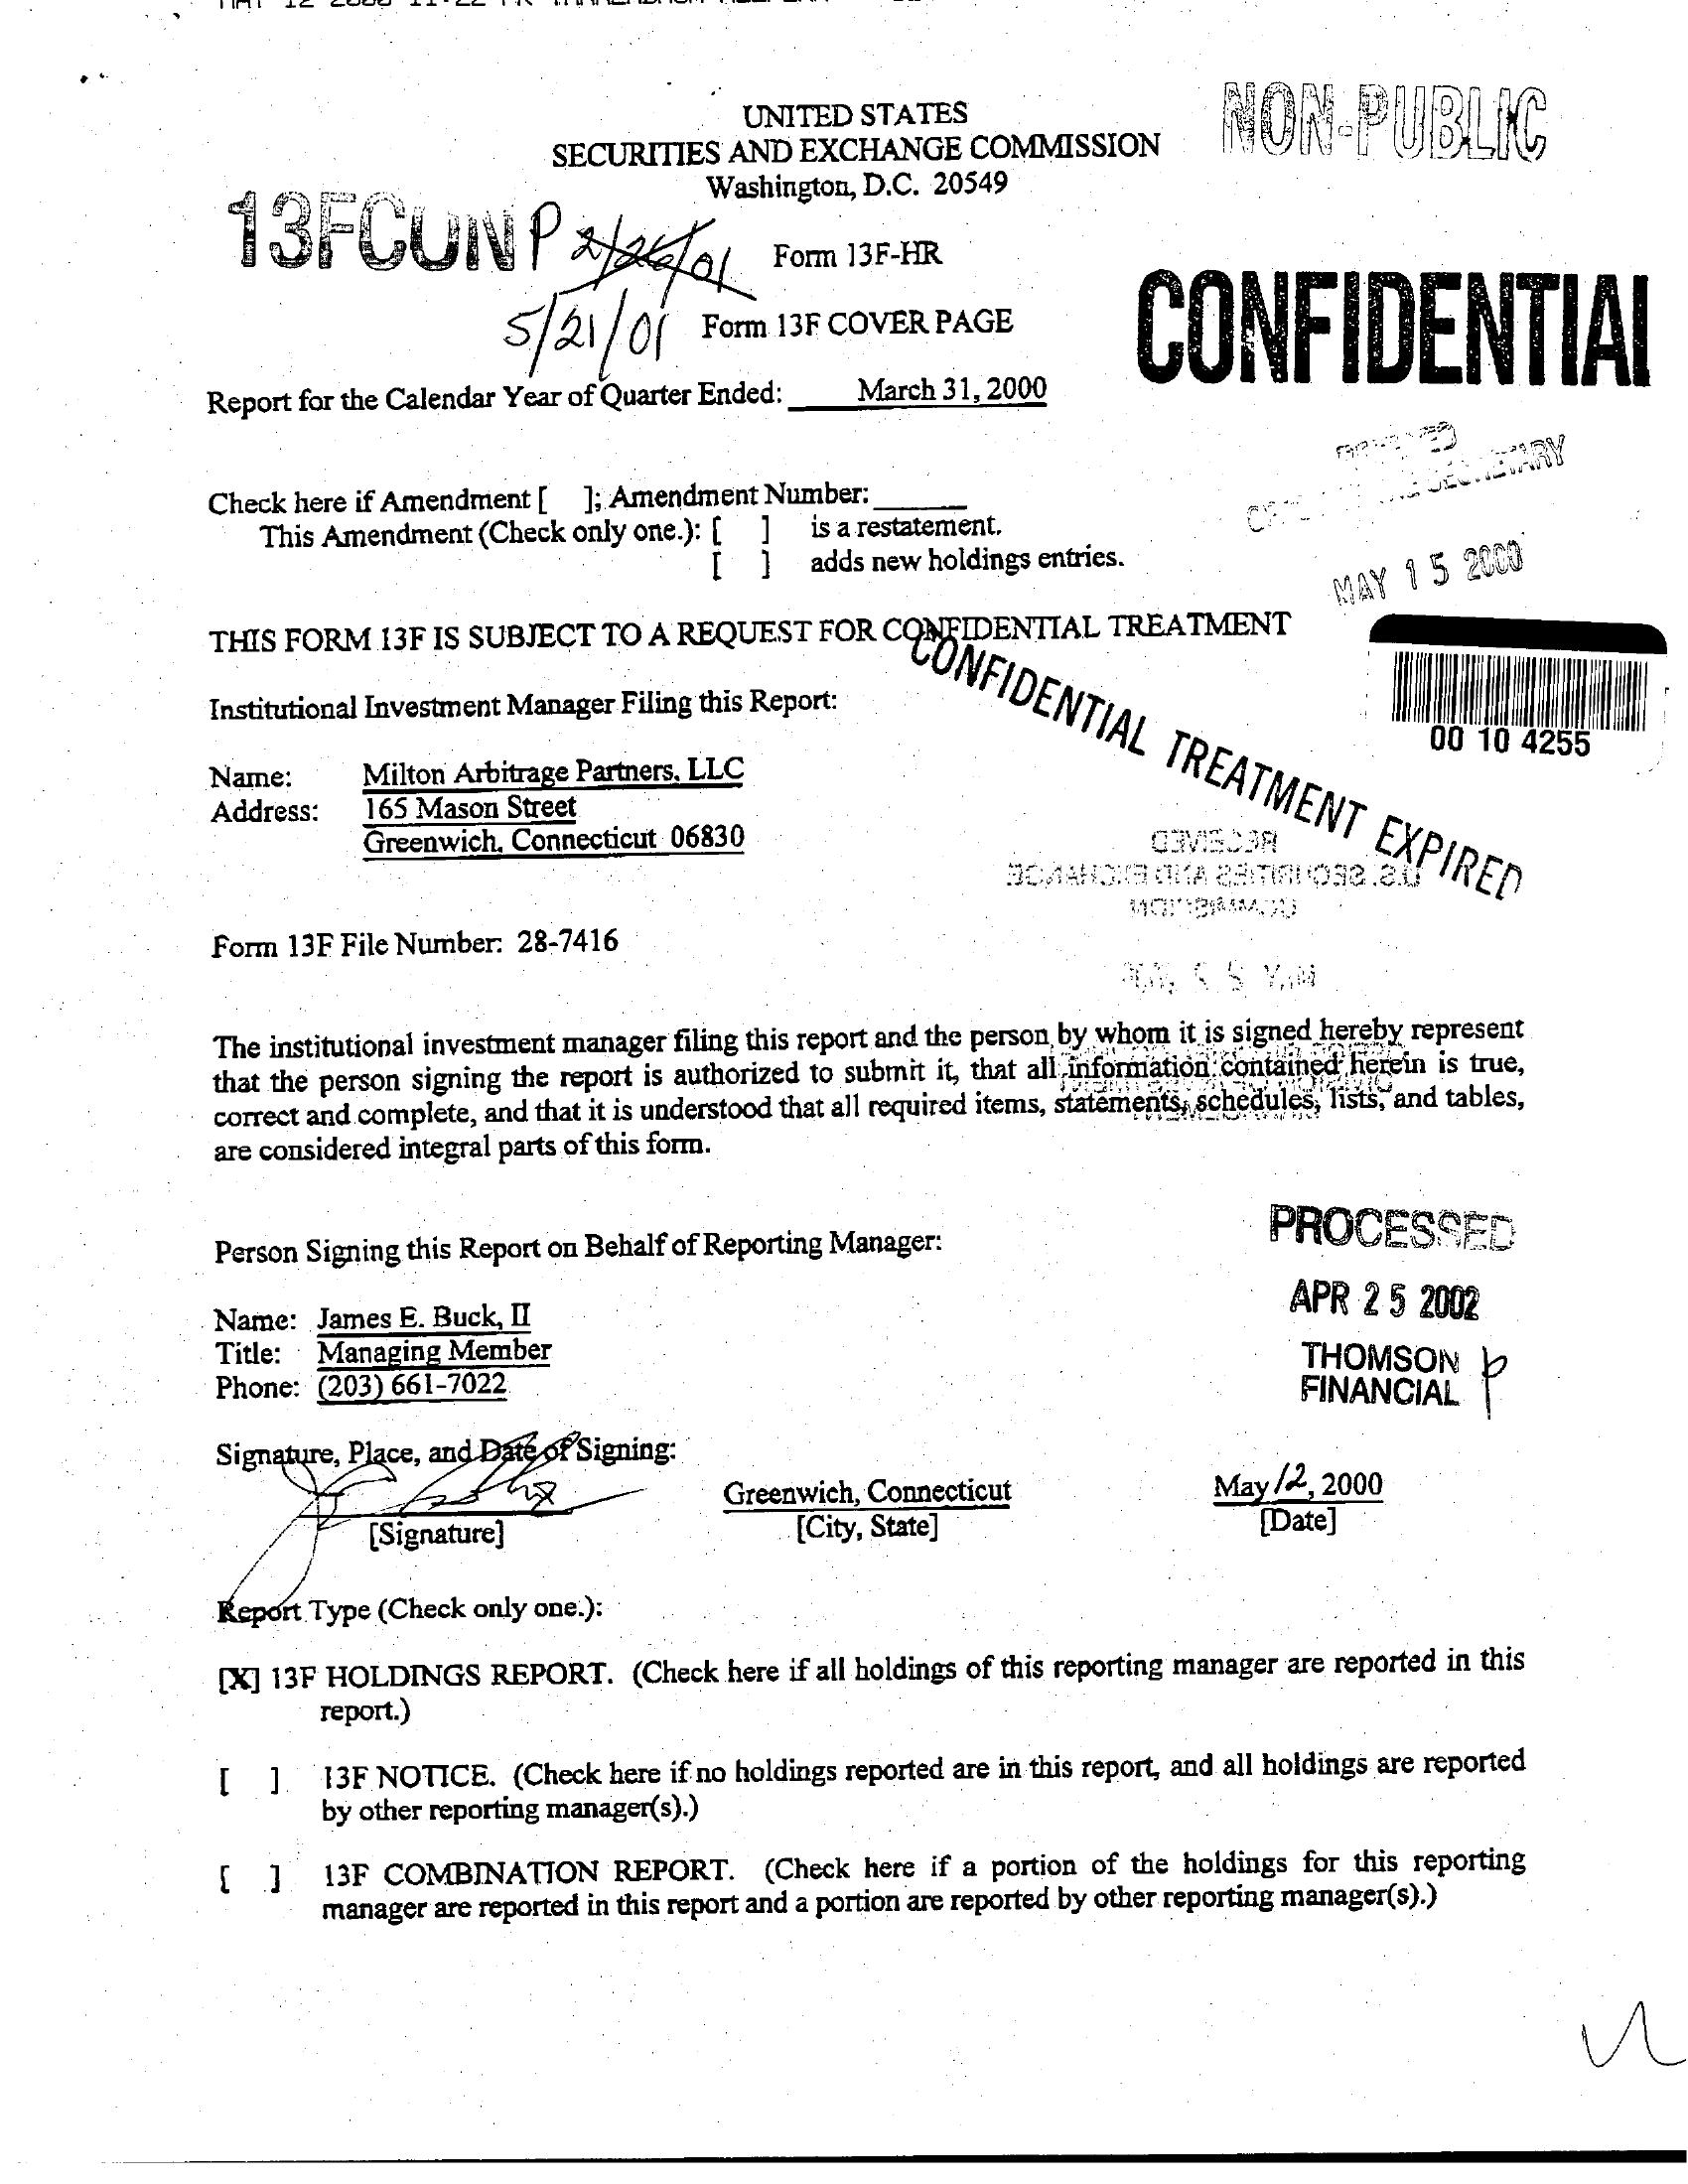 UNITED STATES
SECURITIES AND EXCHANGE COMMISSION
Washington, D.C. 20549
NON-PUBLIC
13FCONP 2/26/01
5/21/01
Form 13F-HR
Form 13F COVER PAGE
CONFIDENTIAL
Report for the Calendar Year of Quarter Ended: March 31, 2000
SECRETARY
MAY 15 2000
Check here if Amendment [ ]; Amendment Number:
This Amendment (Check only one.): [ ] is a restatement.
[ ] adds new holdings entries.
THIS FORM 13F IS SUBJECT TO A REQUEST FOR CONFIDENTIAL TREATMENT
CONFIDENTIAL TREATMENT EXPIRED
00 10 4255
Institutional Investment Manager Filing this Report:
Name: Milton Arbitrage Partners, LLC
Address: 165 Mason Street
Greenwich, Connecticut 06830
RECEIVED
U.S. SECURITIES AND EXCHANGE
COMMISSION
Form 13F File Number: 28-7416
The institutional investment manager filing this report and the person by whom it is signed hereby represent
that the person signing the report is authorized to submit it, that all information contained herein is true,
correct and complete, and that it is understood that all required items, statements, schedules, lists, and tables,
are considered integral parts of this form.
Person Signing this Report on Behalf of Reporting Manager:
PROCESSED
APR 25 2002
THOMSON
FINANCIAL
Name: James E. Buck, II
Title: Managing Member
Phone: (203) 661-7022
Signature, Place, and Date of Signing:
Greenwich, Connecticut May 12, 2000
[Signature] [City, State] [Date]
Report Type (Check only one.):
[X] 13F HOLDINGS REPORT. (Check here if all holdings of this reporting manager are reported in this
report.)
[ ] 13F NOTICE. (Check here if no holdings reported are in this report, and all holdings are reported
by other reporting manager(s).)
[ ] 13F COMBINATION REPORT. (Check here if a portion of the holdings for this reporting
manager are reported in this report and a portion are reported by other reporting manager(s).)